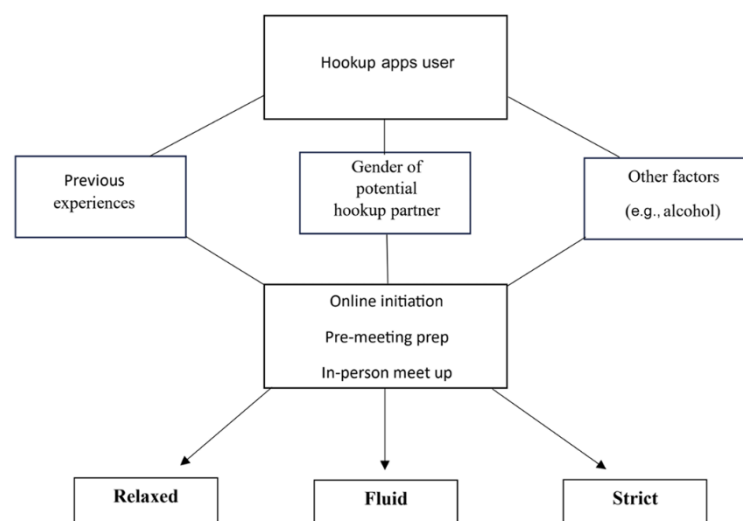 Hookup apps user
Previous
experiences
Gender of
potential
hookup partner
Other factors
(e.g., alcohol)
Online initiation
Pre-meeting prep
In-person meet up
Relaxed
Fluid
Strict